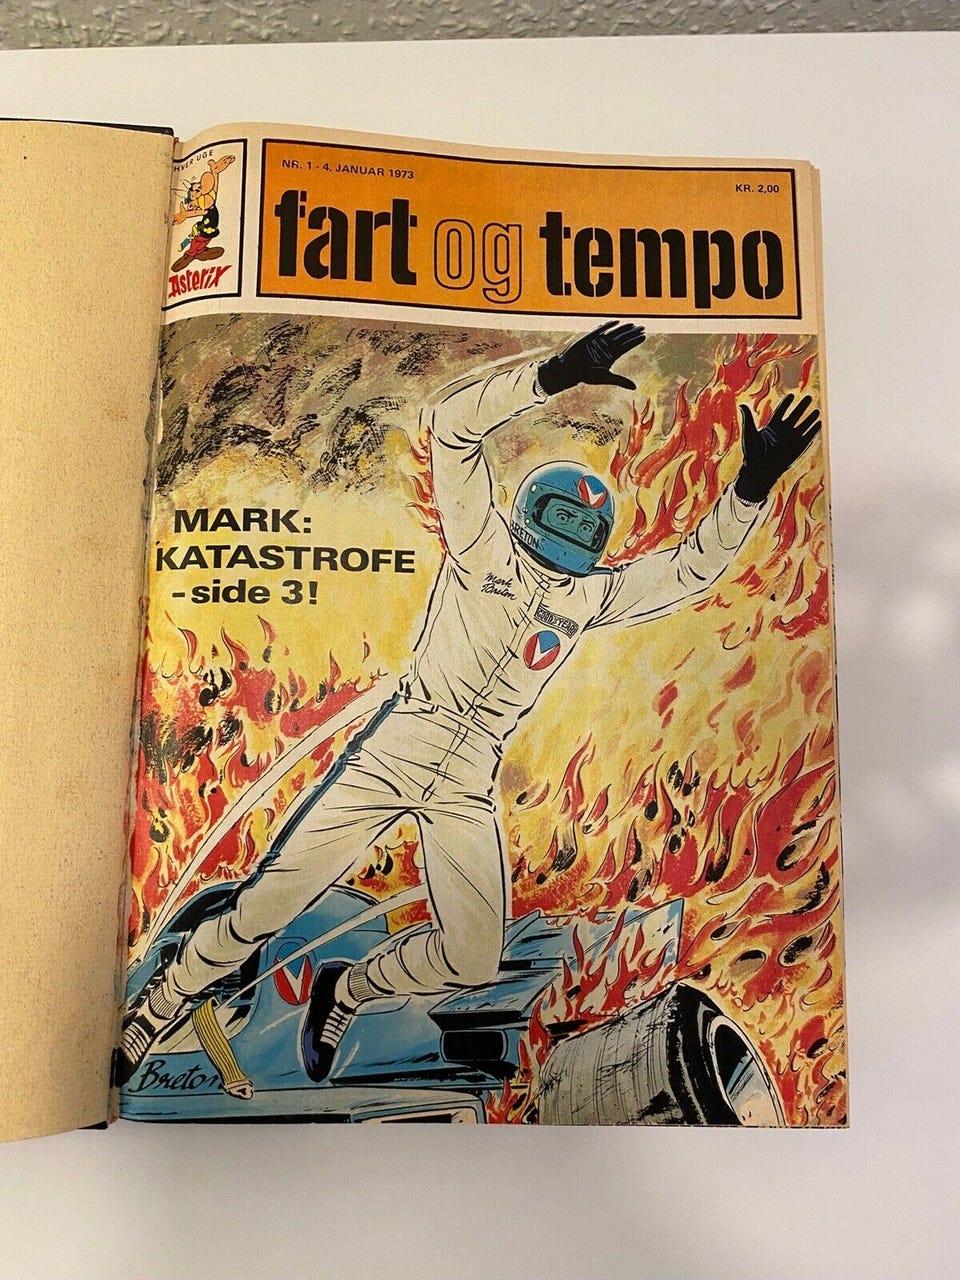 HVER UGE
Asterix
NR. 1 - 4. JANUAR 1973
KR. 2,00
fart og tempo
MARK:
KATASTROFE
- side 3!
BRETON
Mark
Breton
GOODYEAR
Breton